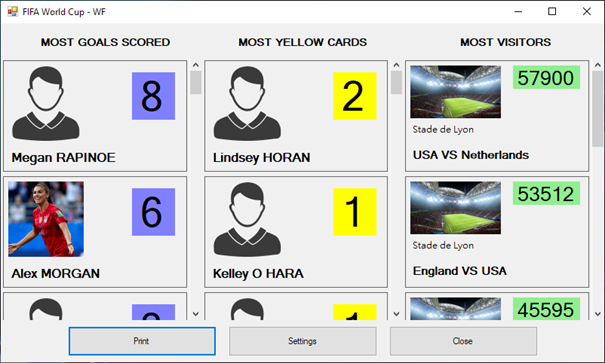 FIFA World Cup - WF
MOST GOALS SCORED
MOST YELLOW CARDS
MOST VISITORS
8
Megan RAPINOE
6
Alex MORGAN
2
Lindsey HORAN
1
Kelley O HARA
57900
Stade de Lyon
USA VS Netherlands
53512
Stade de Lyon
England VS USA
45595
Print
Settings
Close